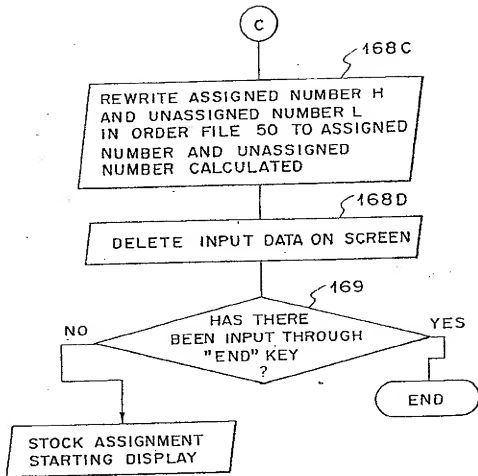 C
168C
REWRITE ASSIGNED NUMBER H
AND UNASSIGNED NUMBER L
IN ORDER FILE 50 TO ASSIGNED
NUMBER AND UNASSIGNED
NUMBER CALCULATED
168D
DELETE INPUT DATA ON SCREEN
169
HAS THERE
BEEN INPUT THROUGH
"END" KEY
?
NO
YES
END
STOCK ASSIGNMENT
STARTING DISPLAY